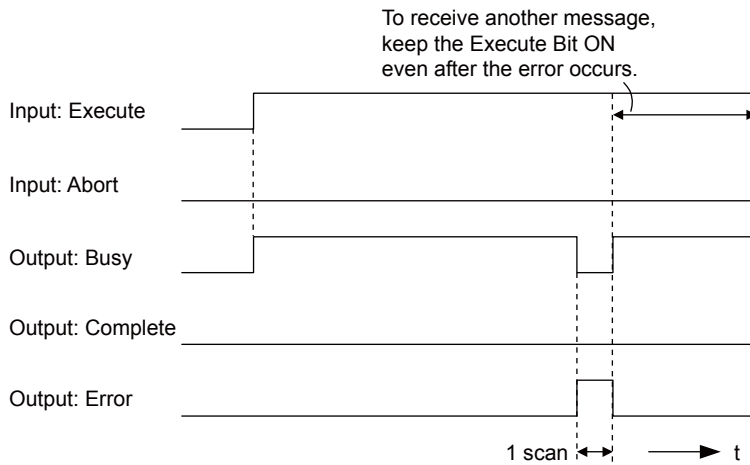 To receive another message,
keep the Execute Bit ON
even after the error occurs.
Input: Execute
Input: Abort
Output: Busy
Output: Complete
Output: Error
1 scan
t